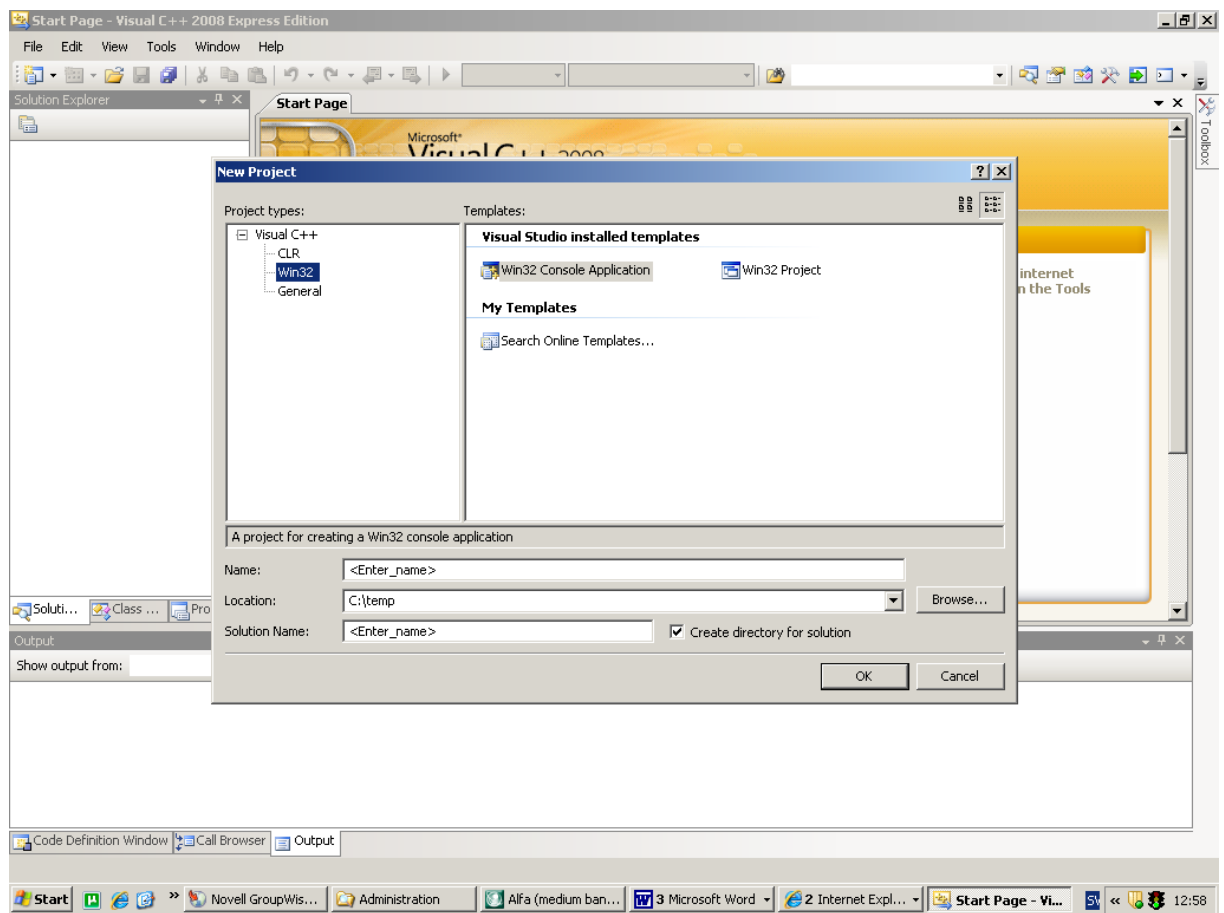 Start Page - Visual C++ 2008 Express Edition
File Edit View Tools Window Help
Solution Explorer
Start Page
Toolbox
Microsoft
Visual C++ 2008
New Project
Project types:
Templates:
Visual C++
CLR
Win32
General
Visual Studio installed templates
Win32 Console Application
Win32 Project
My Templates
Search Online Templates...
internet
n the Tools
A project for creating a Win32 console application
Name: <Enter_name>
Location: C:\temp Browse...
Solution Name: <Enter_name> Create directory for solution
OK Cancel
Soluti... Class ... Pro
Output
Show output from:
Code Definition Window Call Browser Output
Start » Novell GroupWis... Administration Alfa (medium ban... 3 Microsoft Word 2 Internet Expl... Start Page - Vi... SV « 12:58